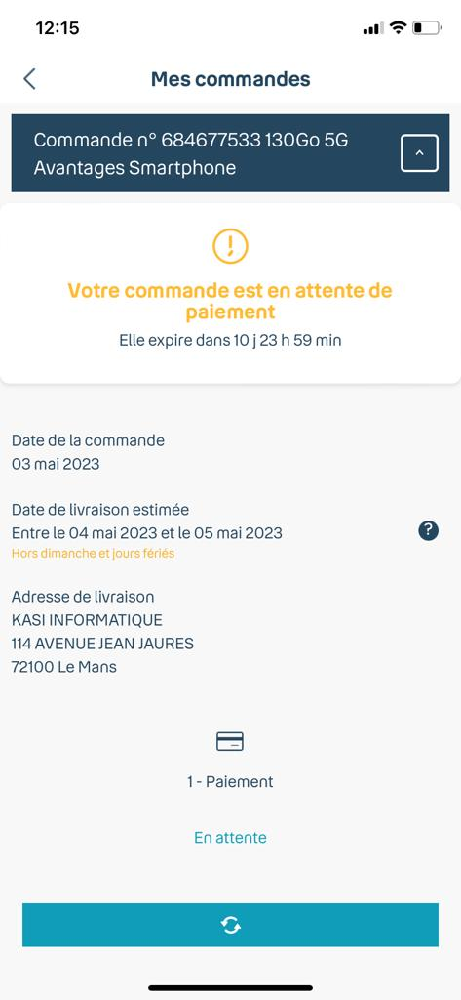 12:15
Mes commandes
Commande n° 684677533 130Go 5G
Avantages Smartphone
Votre commande est en attente de
paiement
Elle expire dans 10 j 23 h 59 min
Date de la commande
03 mai 2023
Date de livraison estimée
Entre le 04 mai 2023 et le 05 mai 2023
?
Hors dimanche et jours fériés
Adresse de livraison
KASI INFORMATIQUE
114 AVENUE JEAN JAURES
72100 Le Mans
1 - Paiement
En attente